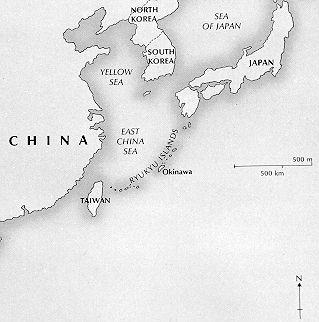 NORTH
KOREA
SEA
OF JAPAN
SOUTH
KOREA
JAPAN
YELLOW
SEA
CHINA
EAST
CHINA
SEA
RYUKYU ISLANDS
500 m
500 km
Okinawa
TAIWAN
N